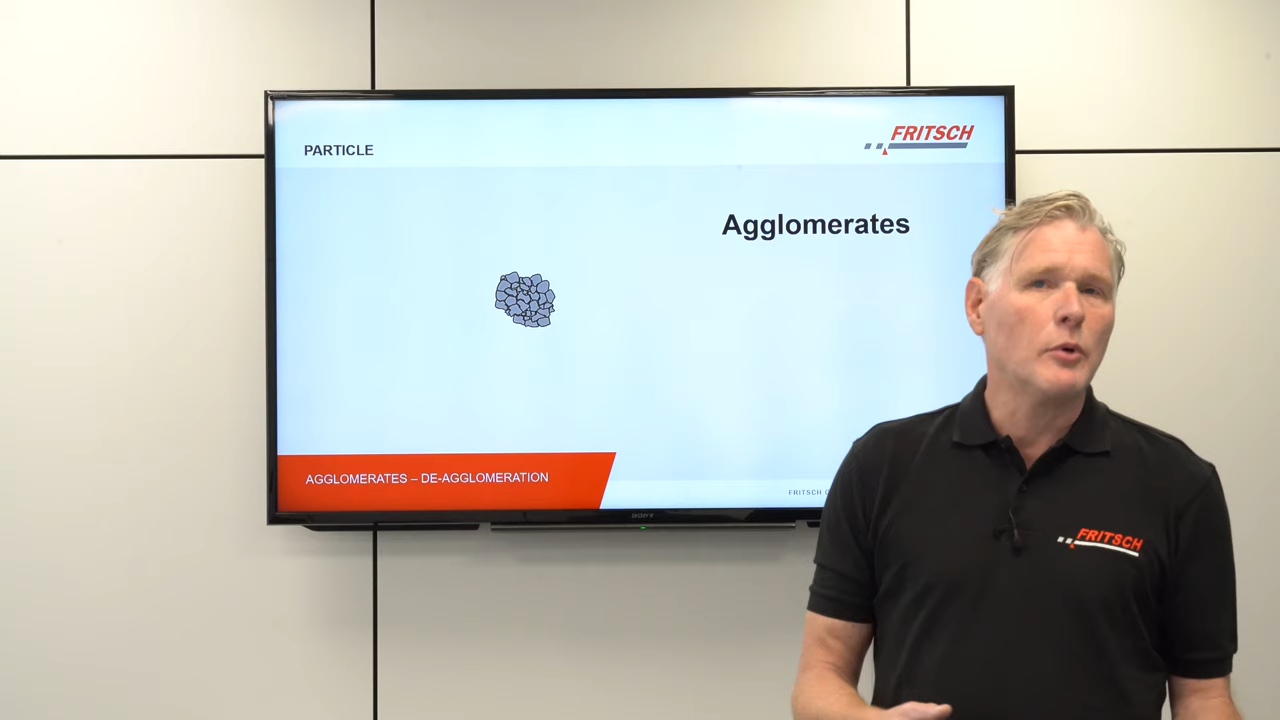 PARTICLE
FRITSCH
Agglomerates
AGGLOMERATES – DE-AGGLOMERATION
FRITSCH
SONY
FRITSCH